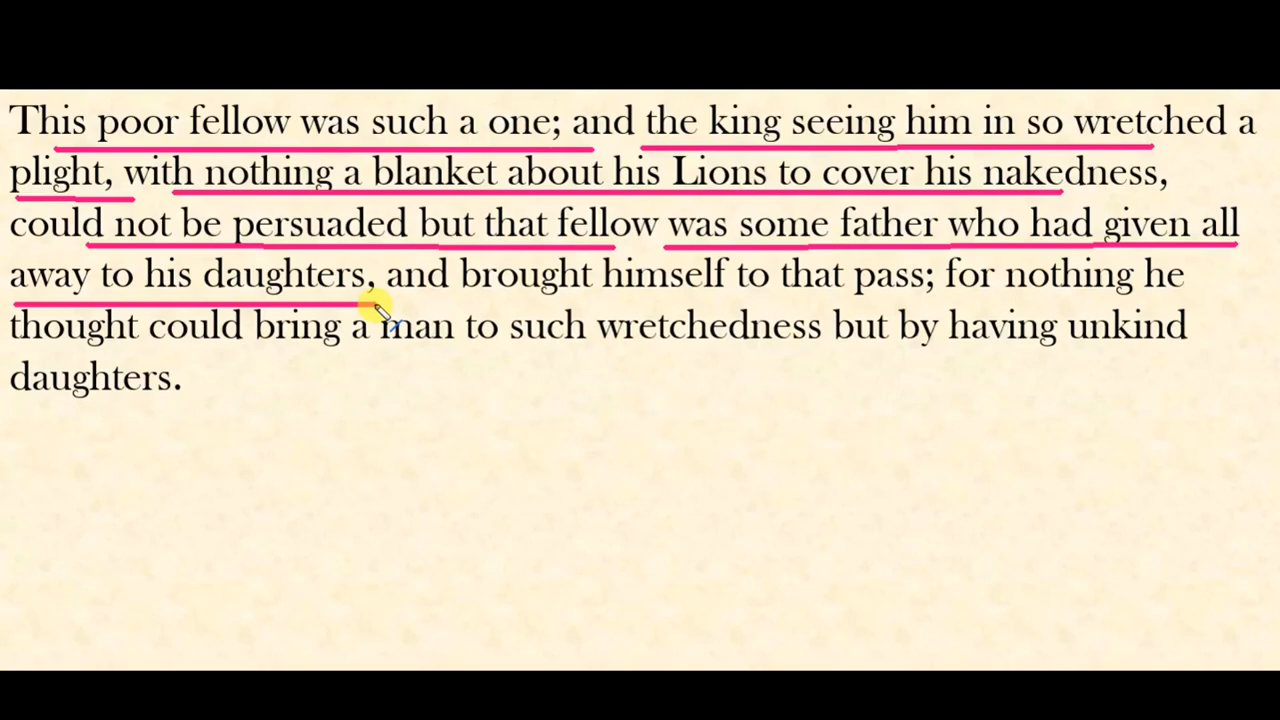 This poor fellow was such a one; and the king seeing him in so wretched a
plight, with nothing a blanket about his Lions to cover his nakedness,
could not be persuaded but that fellow was some father who had given all
away to his daughters, and brought himself to that pass; for nothing he
thought could bring a man to such wretchedness but by having unkind
daughters.